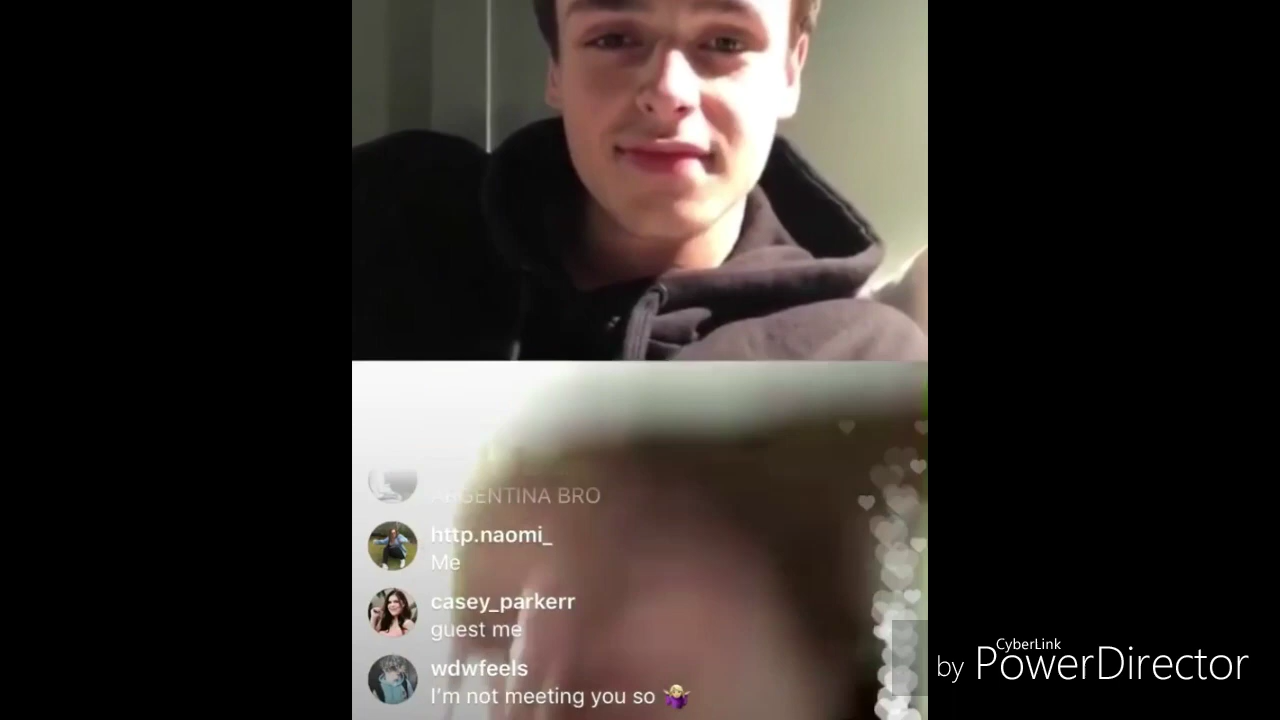 ARGENTINA BRO
http.naomi_
Me
casey_parkerr
guest me
wdwfeels
I'm not meeting you so 🤷🏼‍♀️
CyberLink
by PowerDirector